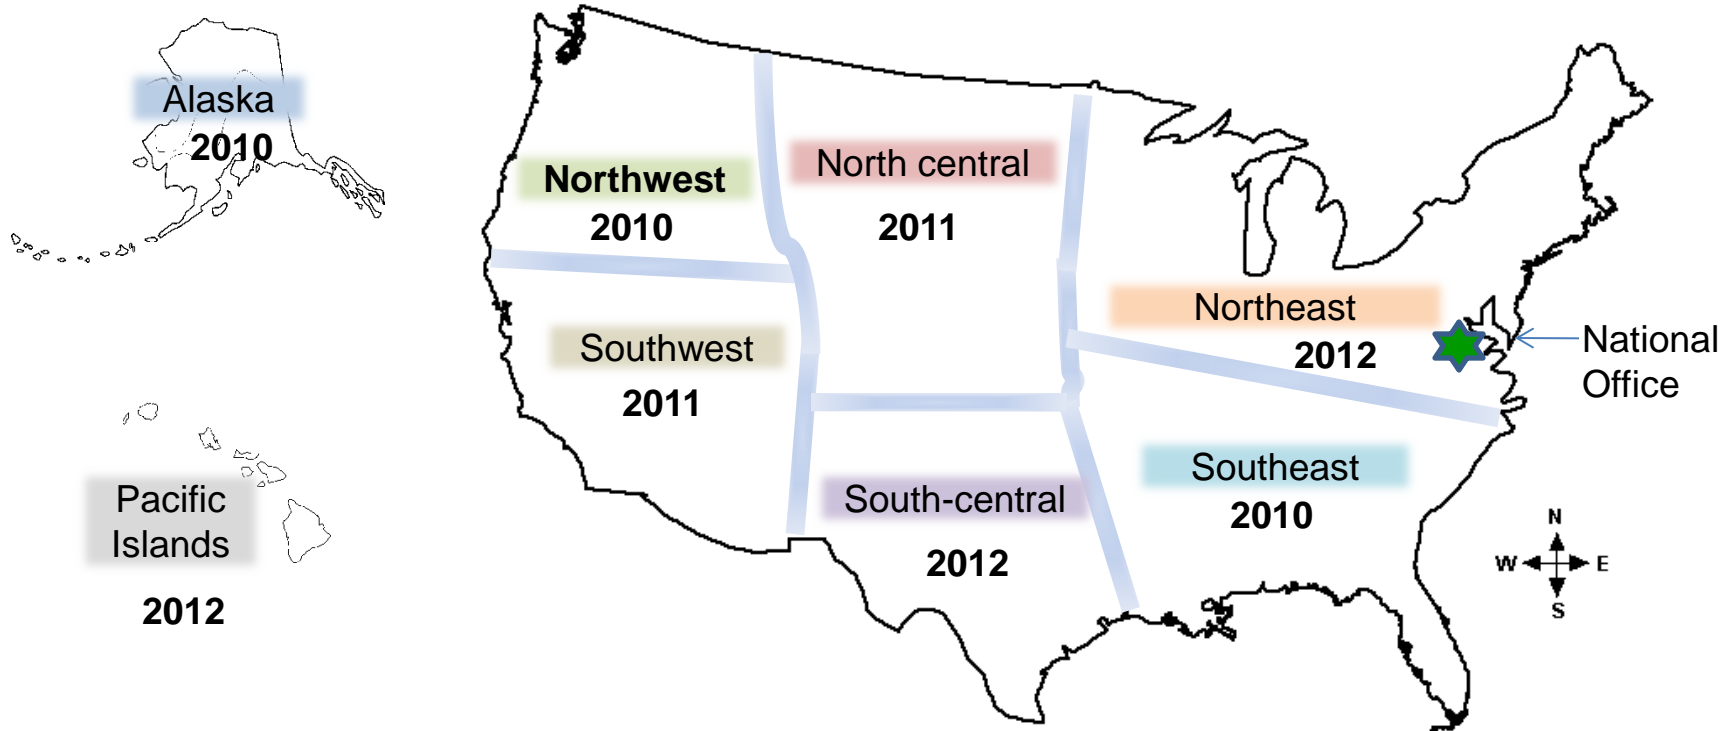 Alaska
2010
Northwest
2010
North central
2011
Northeast
2012
National
Office
Southwest
2011
Southeast
2010
South-central
2012
Pacific
Islands
2012
N
W E
S